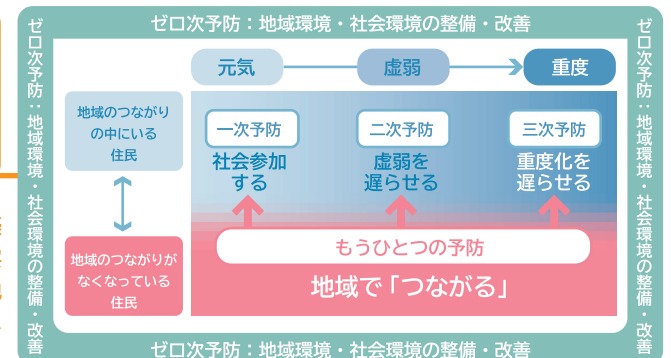 ゼロ次予防：地域環境・社会環境の整備・改善
ゼロ次予防：地域環境・社会環境の整備・改善
元気
虚弱
重度
地域のつながり
の中にいる
住民
一次予防
社会参加
する
二次予防
虚弱を
遅らせる
三次予防
重度化を
遅らせる
地域のつながりが
なくなっている
住民
もうひとつの予防
地域で「つながる」
ゼロ次予防：地域環境・社会環境の整備・改善
ゼロ次予防：地域環境・社会環境の整備・改善